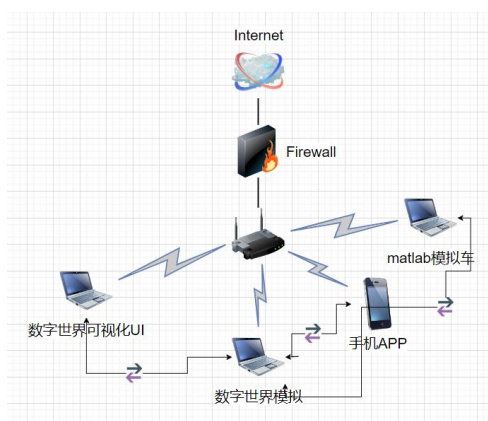 Internet
Firewall
matlab模拟车
数字世界可视化UI
手机APP
数字世界模拟